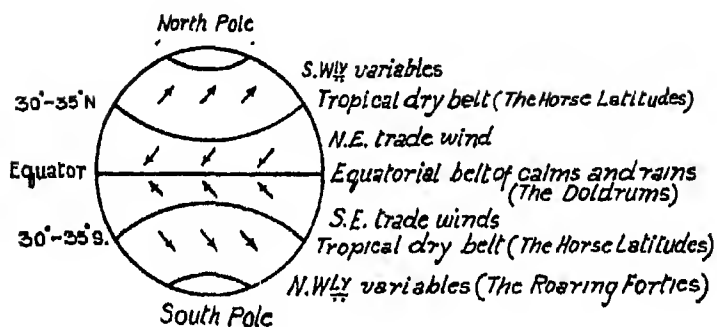 North Pole
S.W.ly variables
30°-35°N
Tropical dry belt (The Horse Latitudes)
N.E. trade wind
Equator
Equatorial belt of calms and rains
(The Doldrums)
S.E. trade winds
30°-35°S.
Tropical dry belt (The Horse Latitudes)
N.W.ly variables (The Roaring Forties)
South Pole